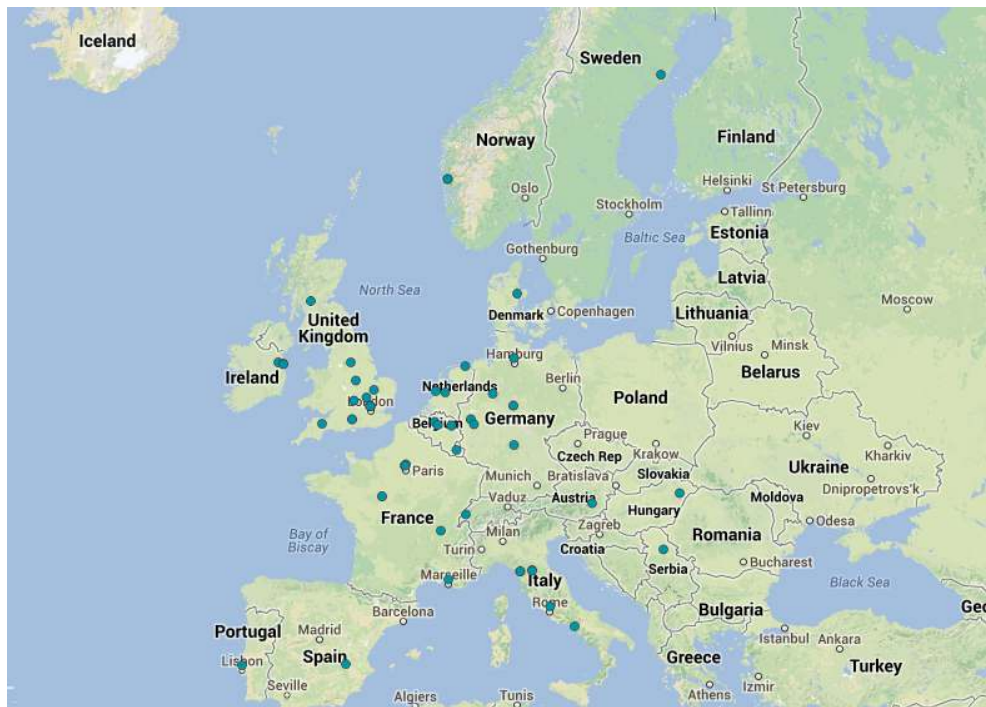 Iceland
Sweden
Norway
Finland
Oslo
Helsinki
St Petersburg
Stockholm
Tallinn
Estonia
Baltic Sea
Gothenburg
Latvia
North Sea
Moscow
Denmark
Copenhagen
Lithuania
United
Kingdom
Vilnius
Minsk
Hamburg
Ireland
Netherlands
Berlin
Belarus
London
Poland
Belgium
Germany
Kiev
Prague
Krakow
Kharkiv
Paris
Czech Rep
Ukraine
Slovakia
Munich
Bratislava
Dnipropetrovs'k
Vaduz
Austria
Moldova
Hungary
France
Odesa
Zagreb
Bay of
Biscay
Milan
Romania
Turin
Croatia
Serbia
Bucharest
Marseille
Italy
Black Sea
Rome
Barcelona
Bulgaria
Geo
Portugal
Madrid
Istanbul
Ankara
Lisbon
Spain
Greece
Turkey
Seville
Athens
Izmir
Algiers
Tunis